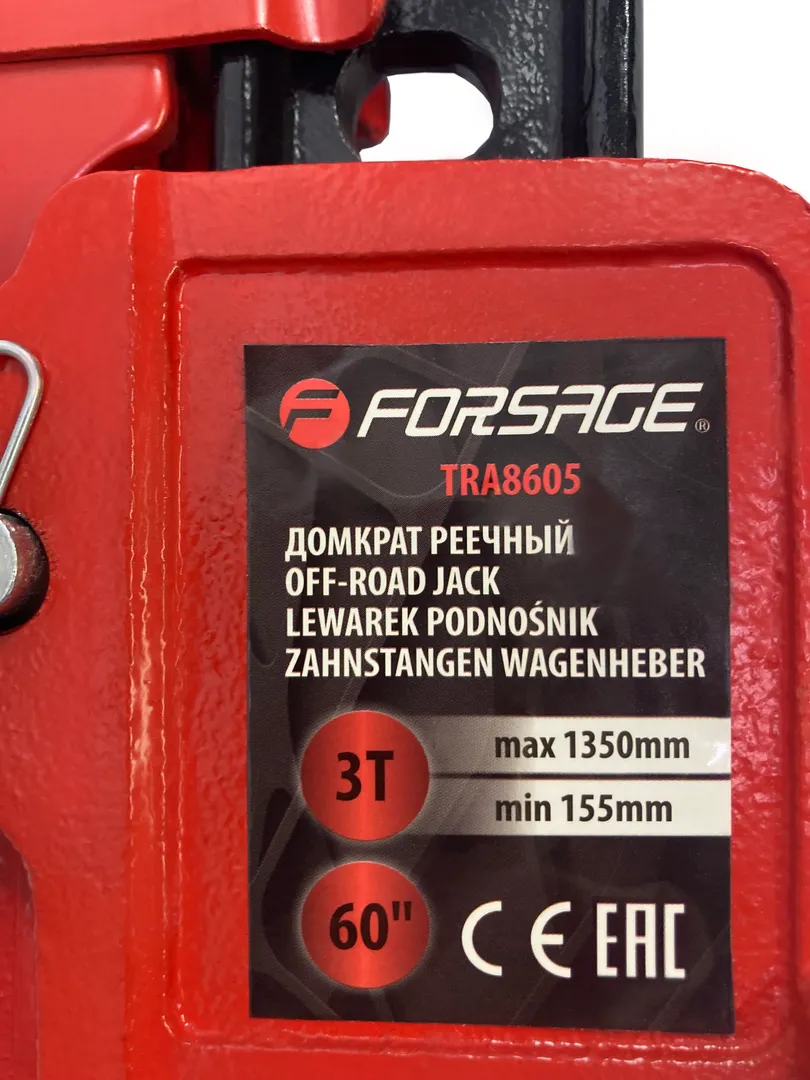 FORSAGE®
TRA8605
ДОМКРАТ РЕЕЧНЫЙ
OFF-ROAD JACK
LEWAREK PODNOŚNIK
ZAHNSTANGEN WAGENHEBER
3T
max 1350mm
min 155mm
60"
CE EAC